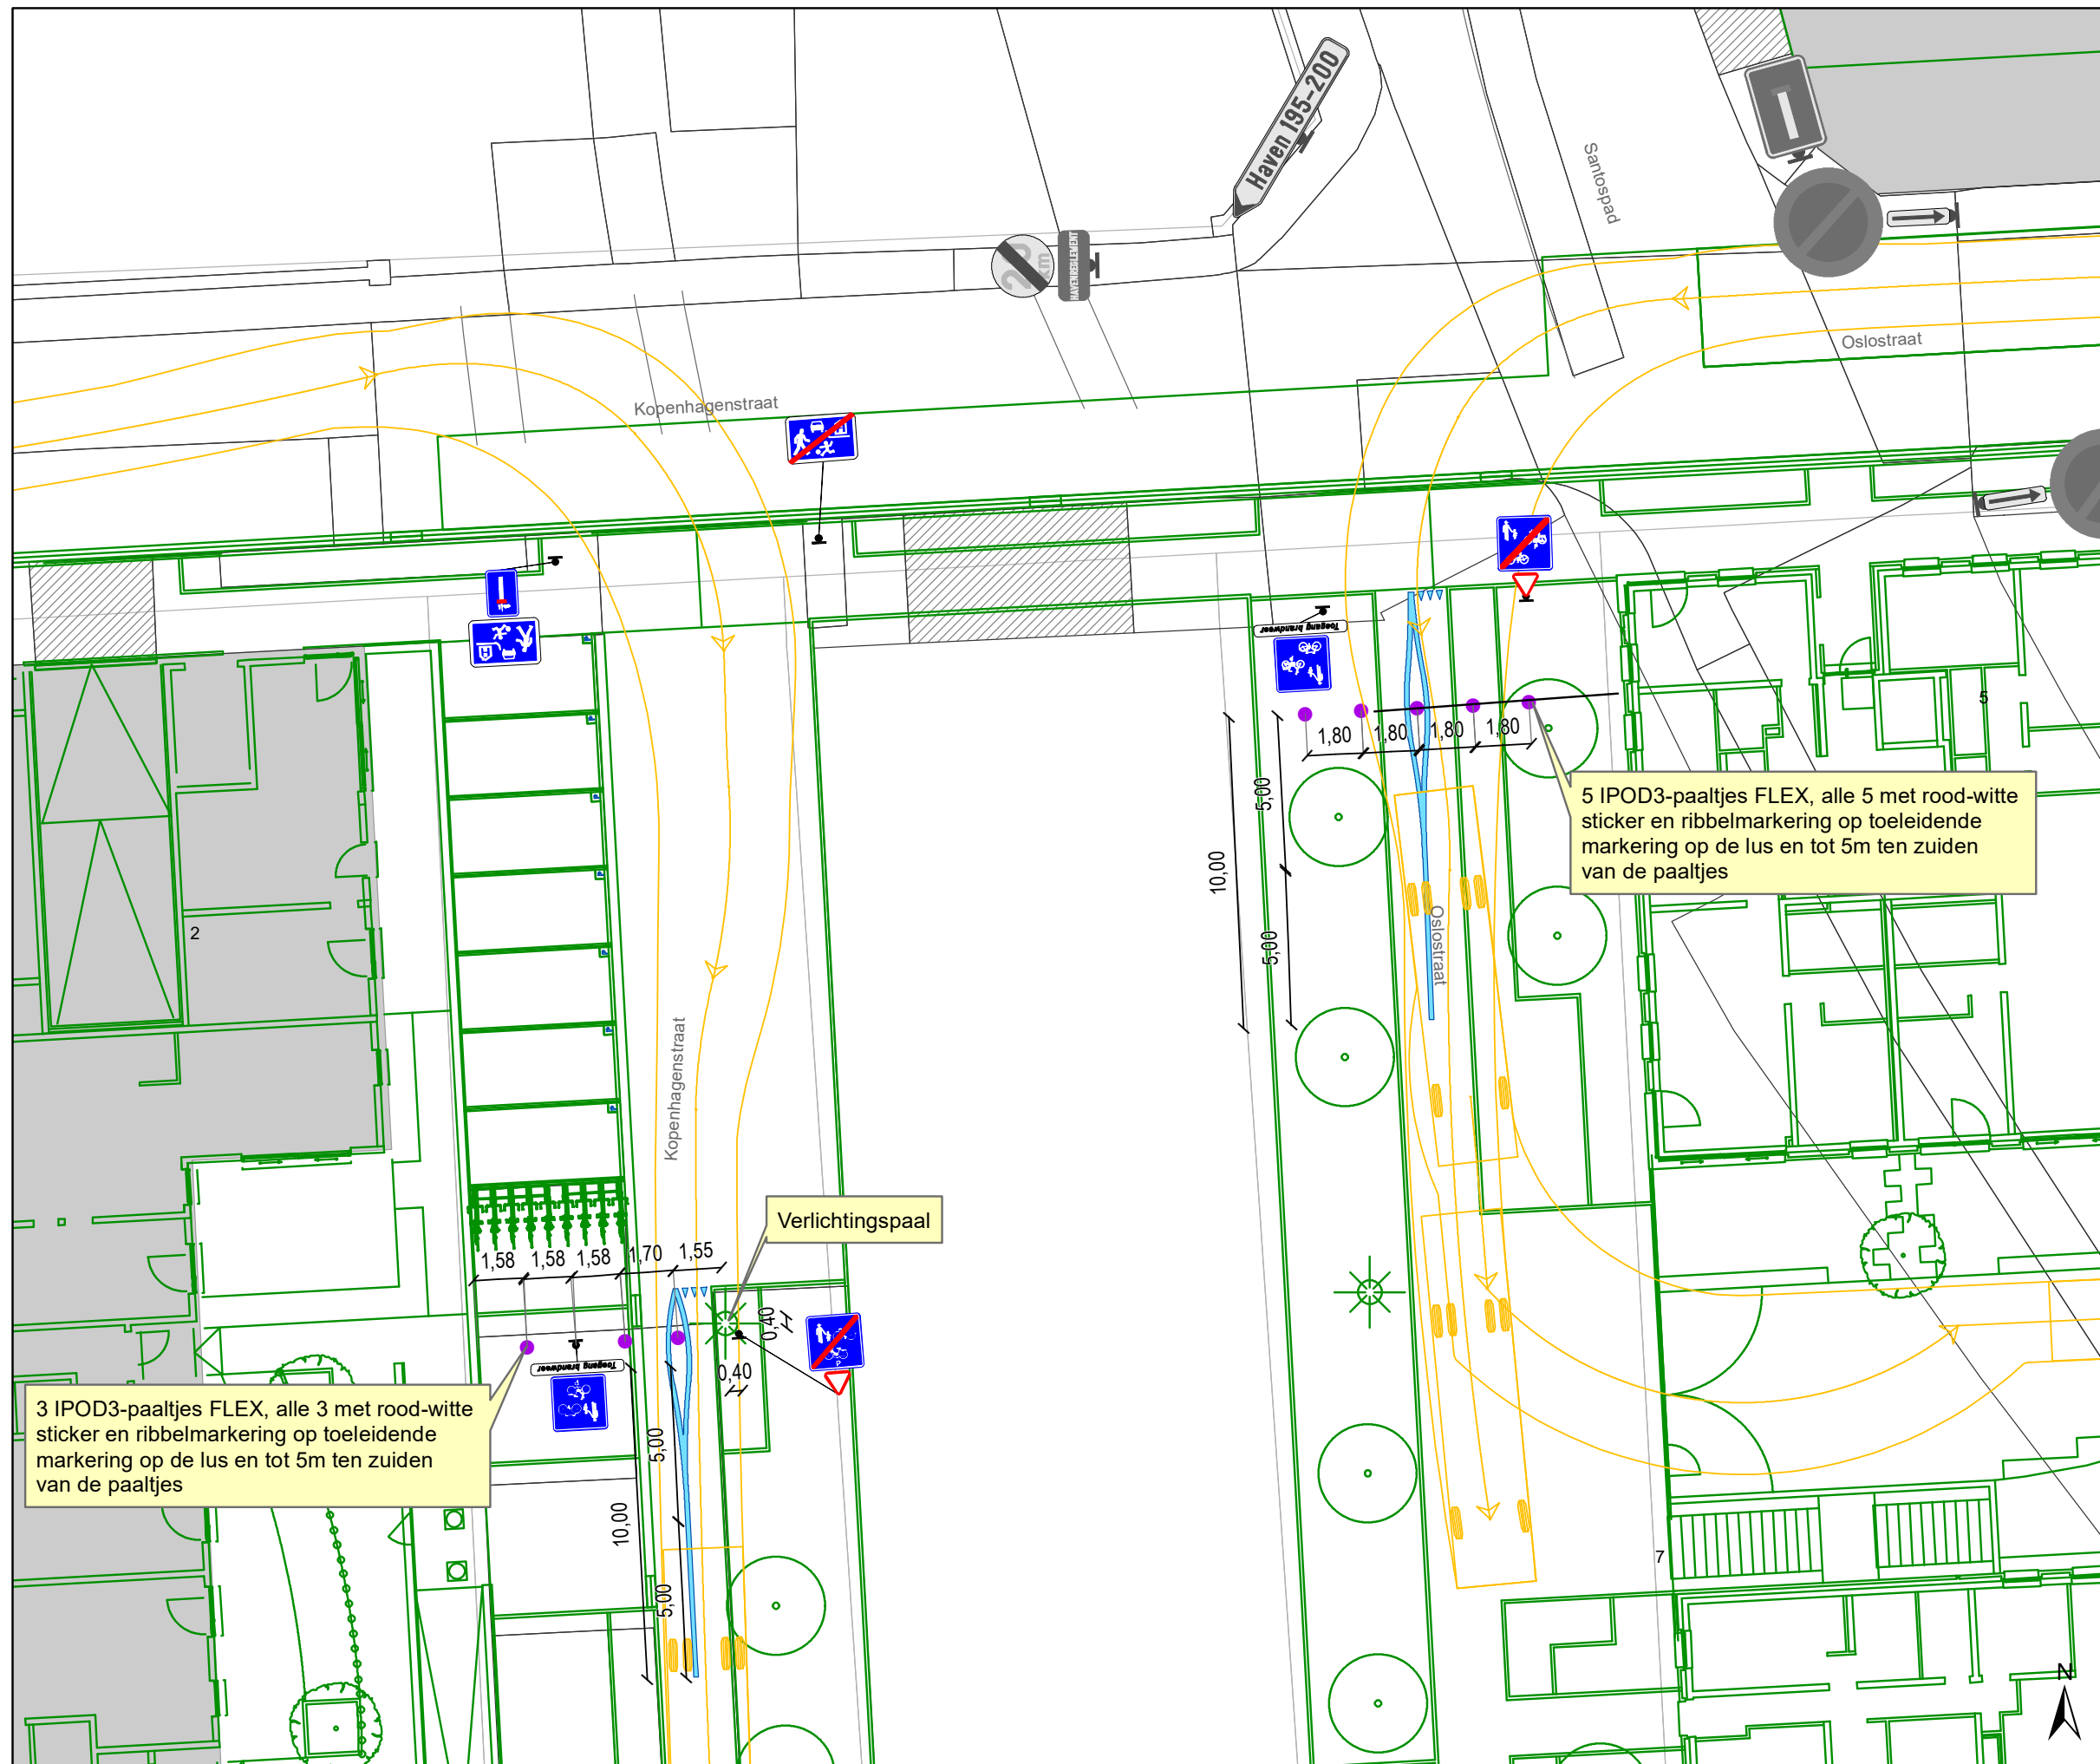 Haven 195-200
Santospad
20
km
HAVENREGLEMENT
Oslostraat
Kopenhagenstraat
Toegang brandweer
5
1,80
1,80
1,80
1,80
5 IPOD3-paaltjes FLEX, alle 5 met rood-witte
sticker en ribbelmarkering op toeleidende
markering op de lus en tot 5m ten zuiden
van de paaltjes
5,00
10,00
5,00
Oslostraat
2
Kopenhagenstraat
Verlichtingspaal
1,58
1,58
1,58
1,70
1,55
0,40
0,40
Toegang brandweer
P
3 IPOD3-paaltjes FLEX, alle 3 met rood-witte
sticker en ribbelmarkering op toeleidende
markering op de lus en tot 5m ten zuiden
van de paaltjes
5,00
10,00
5,00
7
N